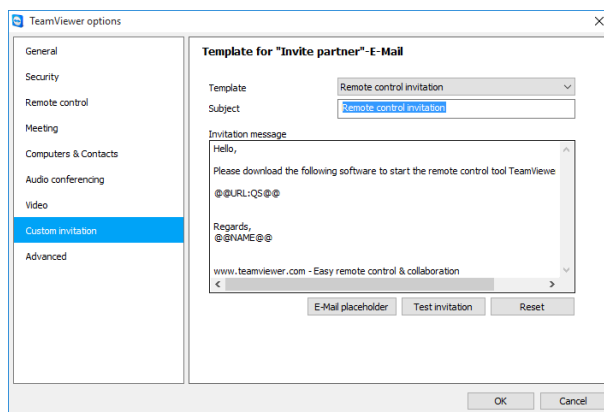 TeamViewer options
General
Security
Remote control
Meeting
Computers & Contacts
Audio conferencing
Video
Custom invitation
Advanced
Template for "Invite partner"-E-Mail
Template
Remote control invitation
Subject
Remote control invitation
Invitation message
Hello,
Please download the following software to start the remote control tool TeamViewe
@@URL:QS@@
Regards,
@@NAME@@
www.teamviewer.com - Easy remote control & collaboration
E-Mail placeholder
Test invitation
Reset
OK
Cancel